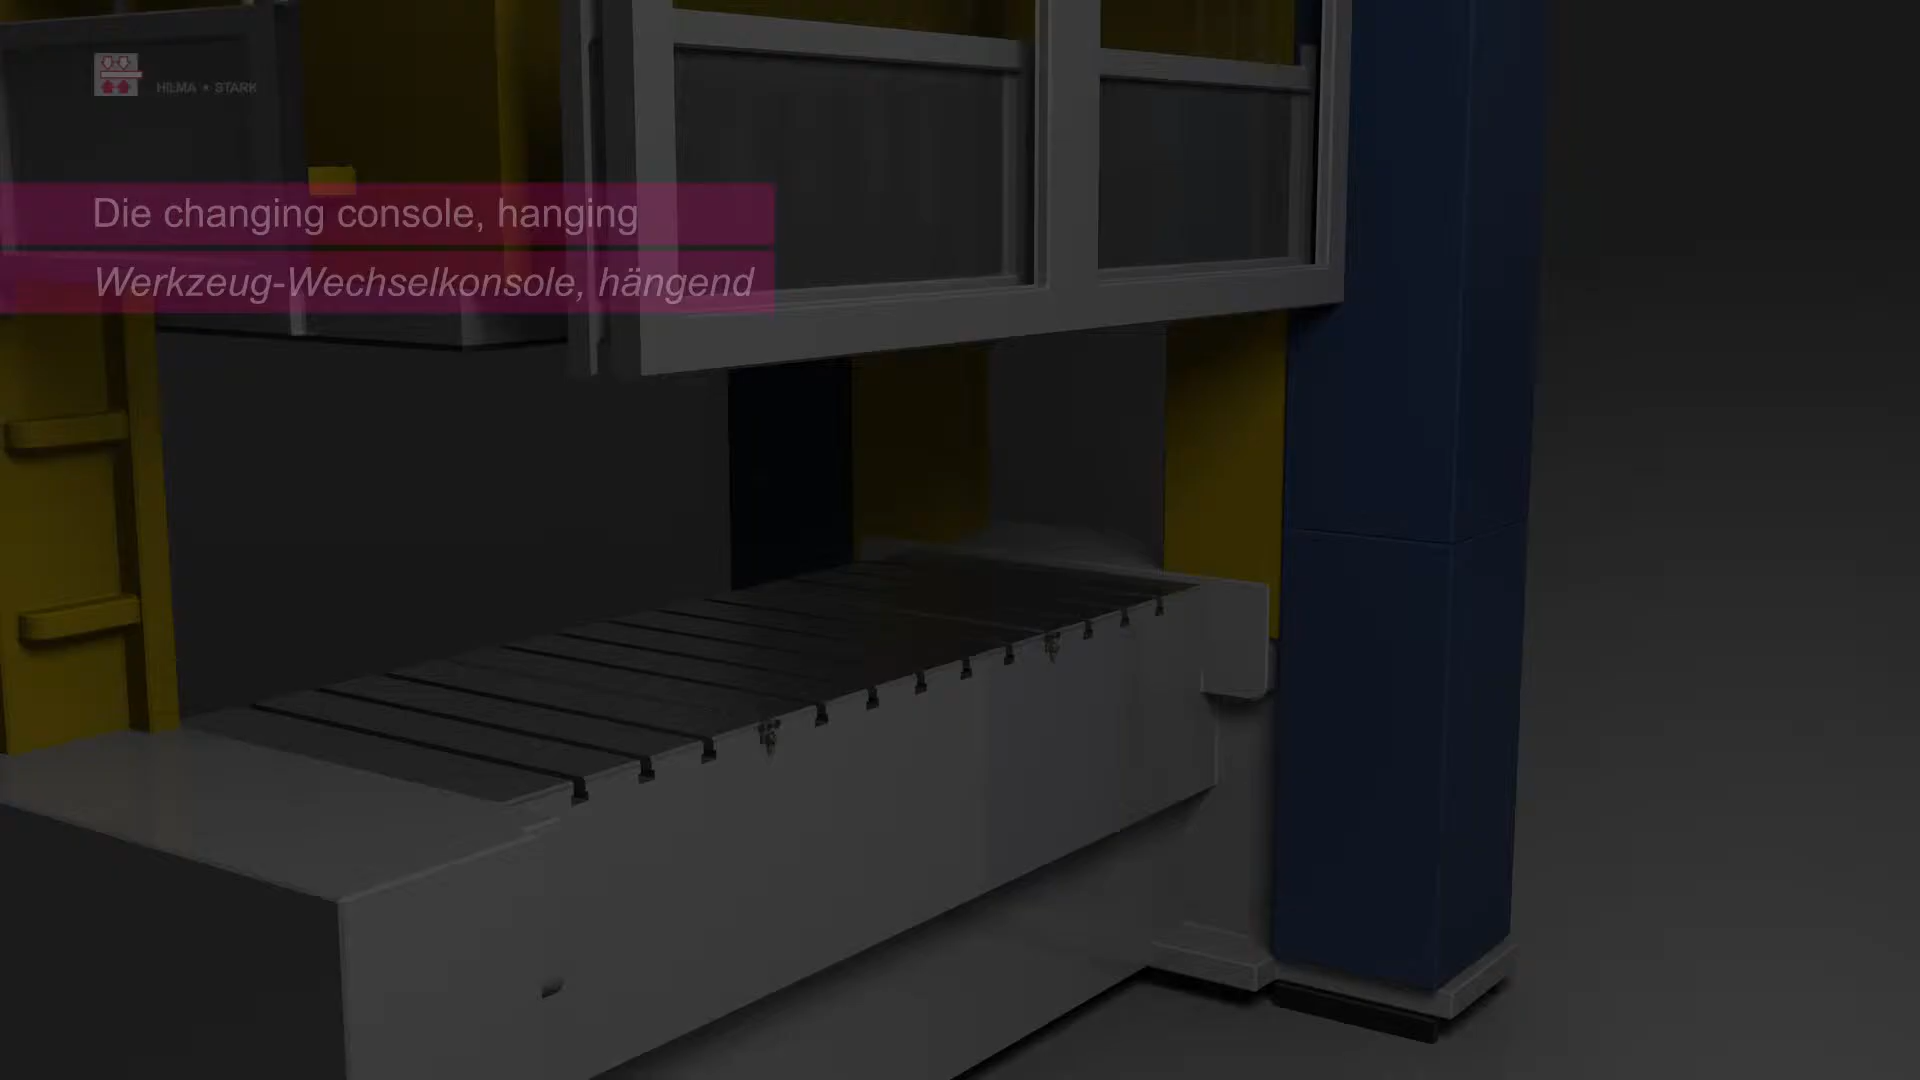 HILMA • STARK
Die changing console, hanging
Werkzeug-Wechselkonsole, hängend